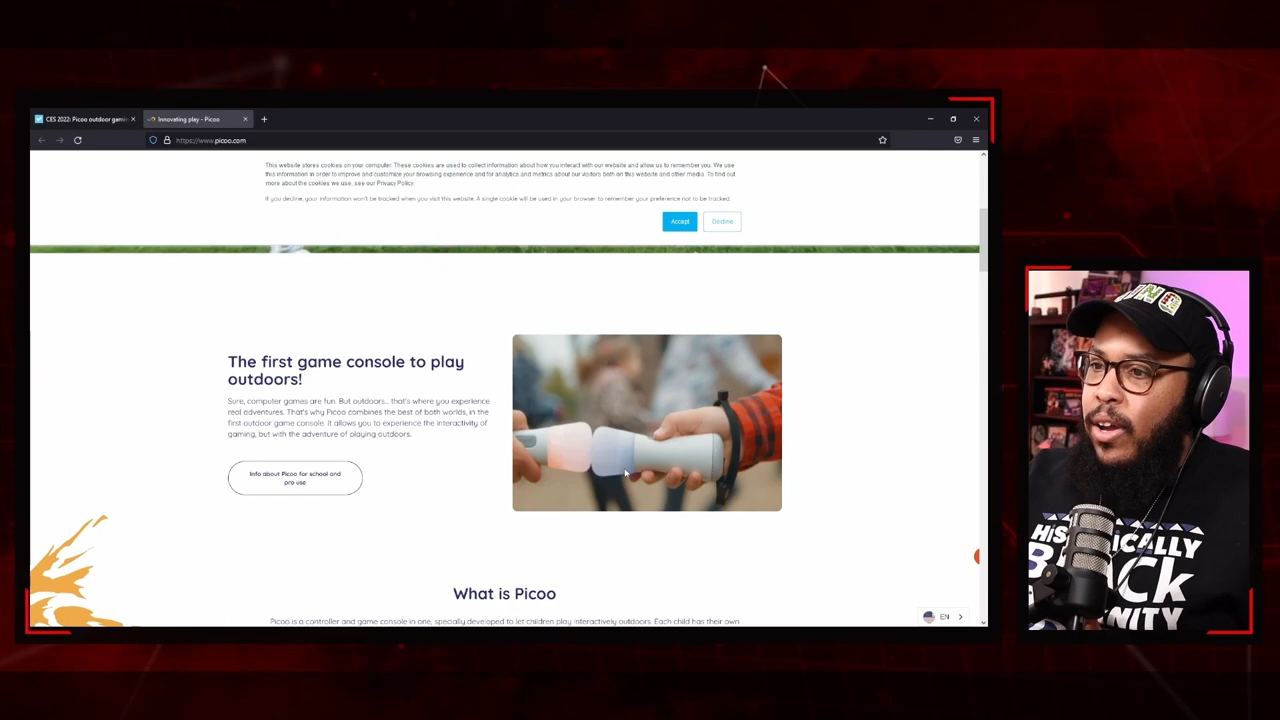 CES 2022: Picoo outdoor gamin
Innovating play - Picoo
https://www.picoo.com
This website stores cookies on your computer. These cookies are used to collect information about how you interact with our website and allow us to remember you. We use
this information in order to improve and customize your browsing experience and for analytics and metrics about our visitors both on this website and other media. To find out
more about the cookies we use, see our Privacy Policy.
If you decline, your information won't be tracked when you visit this website. A single cookie will be used in your browser to remember your preference not to be tracked.
Accept
Decline
The first game console to play
outdoors!
Sure, computer games are fun. But outdoors... that's where you experience
real adventures. That's why Picoo combines the best of both worlds, in the
first outdoor game console. It allows you to experience the interactivity of
gaming, but with the adventure of playing outdoors.
Info about Picoo for school and
pro use
What is Picoo
Picoo is a controller and game console in one, specially developed to let children play interactively outdoors. Each child has their own
EN